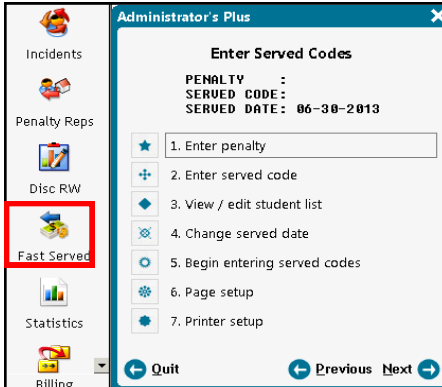 Incidents
Penalty Reps
Disc RW
Fast Served
Statistics
Billing
Administrator's Plus
Enter Served Codes
PENALTY :
SERVED CODE:
SERVED DATE: 06-30-2013
1. Enter penalty
2. Enter served code
3. View / edit student list
4. Change served date
5. Begin entering served codes
6. Page setup
7. Printer setup
Quit Previous Next